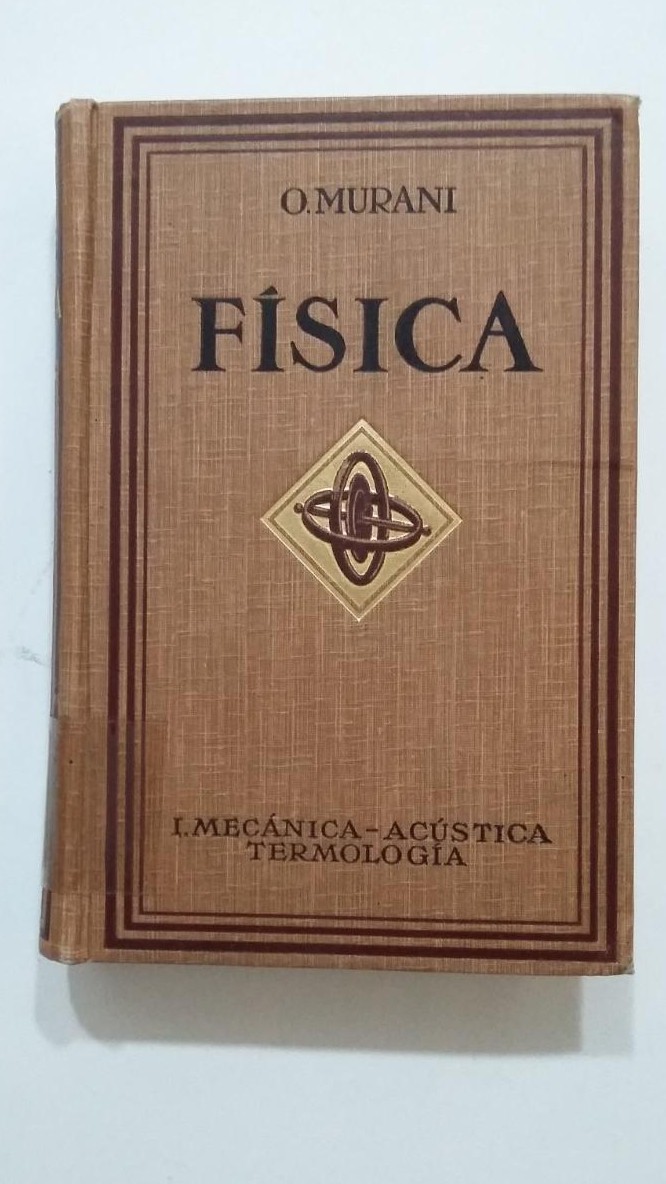 O. MURANI
FÍSICA
I. MECÁNICA - ACÚSTICA
TERMOLOGÍA